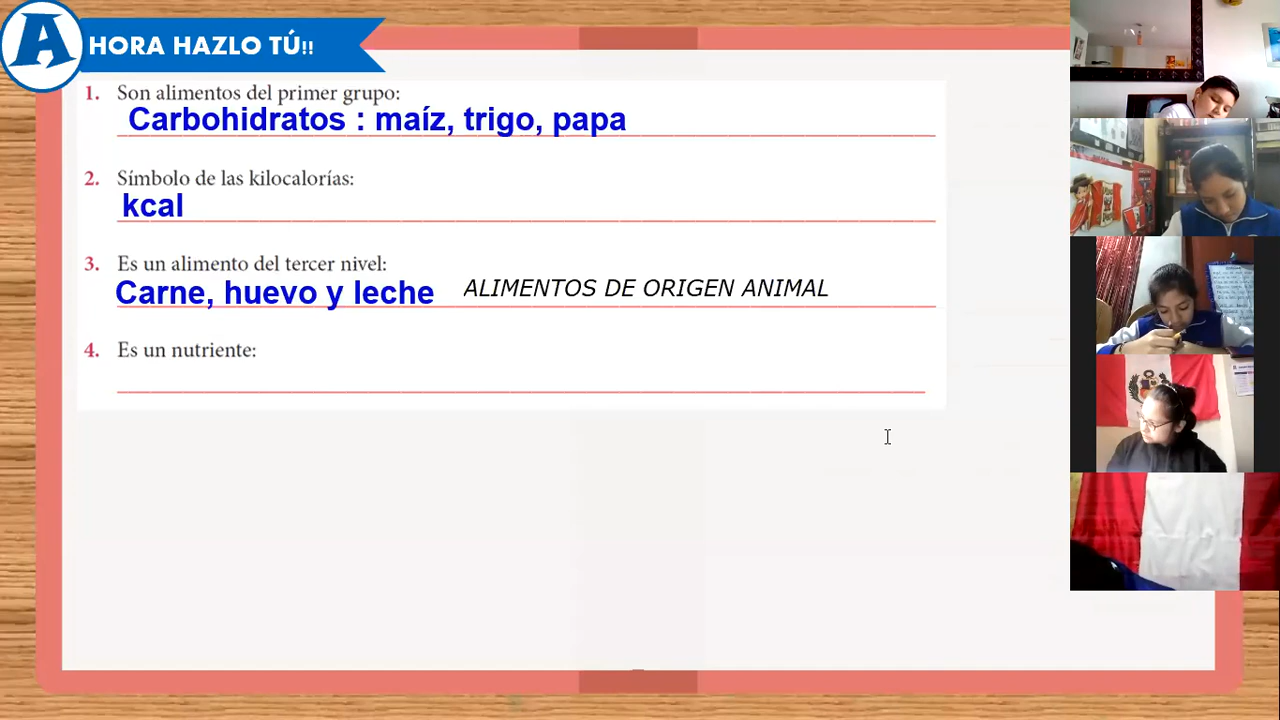 AHORA HAZLO TÚ!!
1. Son alimentos del primer grupo:
Carbohidratos : maíz, trigo, papa
2. Símbolo de las kilocalorías:
kcal
3. Es un alimento del tercer nivel:
Carne, huevo y leche ALIMENTOS DE ORIGEN ANIMAL
4. Es un nutriente: